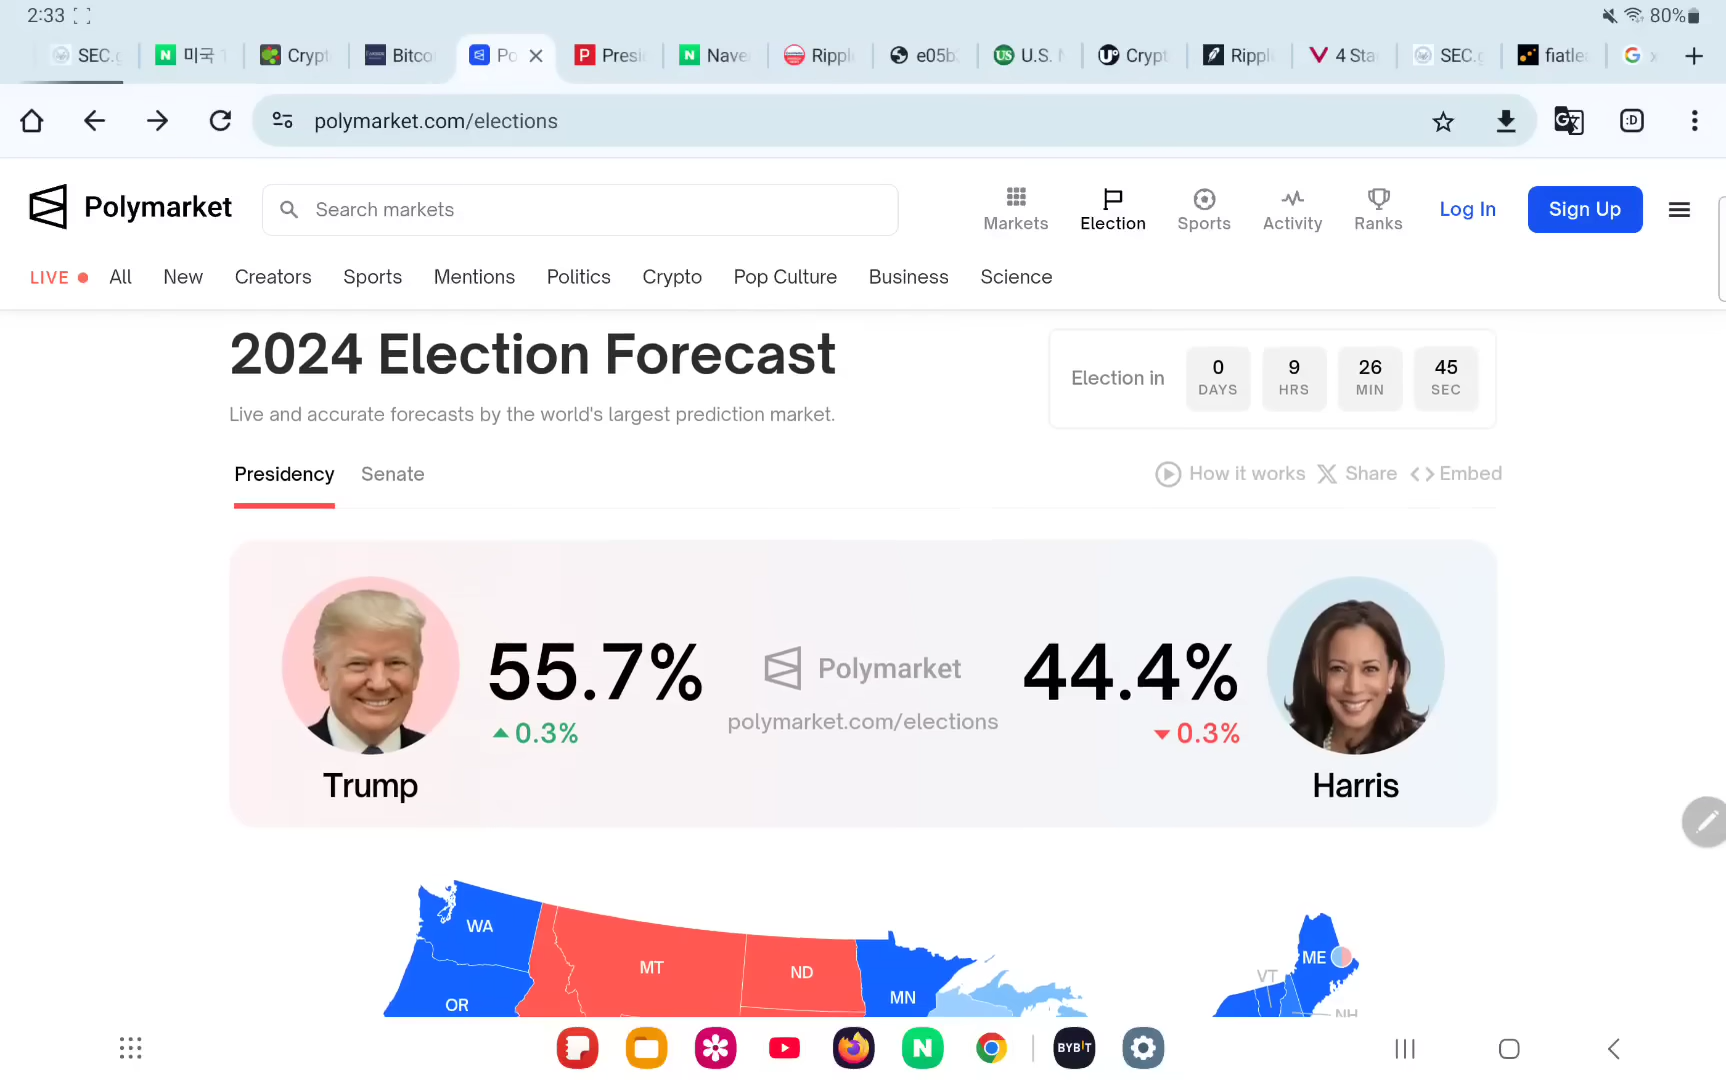 2:33 80%
SEC.g 미국 1 Crypt Bitco Po Presi Nave Rippl e05b U.S. N Crypt Rippl 4 Sta SEC.g fiatle x
polymarket.com/elections
Polymarket Search markets Markets Election Sports Activity Ranks Log In Sign Up
LIVE All New Creators Sports Mentions Politics Crypto Pop Culture Business Science
2024 Election Forecast
Live and accurate forecasts by the world's largest prediction market.
Election in 0 DAYS 9 HRS 26 MIN 45 SEC
Presidency Senate How it works Share Embed
55.7% Polymarket 44.4%
0.3% polymarket.com/elections 0.3%
Trump Harris
WA
MT ND ME
VT
OR MN
NH
BYBIT